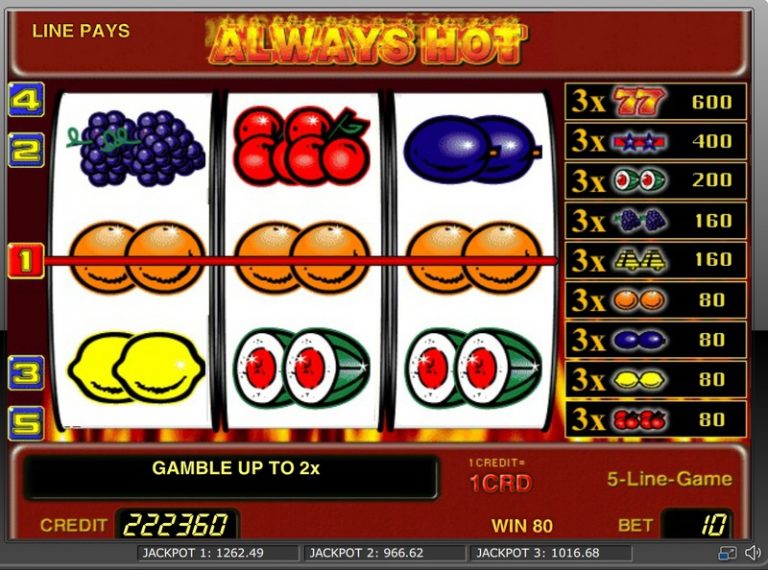 LINE PAYS
ALWAYS HOT
4
2
1
3
5
3x 77 600
3x 400
3x 200
3x 160
3x 160
3x 80
3x 80
3x 80
3x 80
GAMBLE UP TO 2x
1 CREDIT=
1CRD
5-Line-Game
CREDIT 222360
WIN 80
BET 10
JACKPOT 1: 1262.49
JACKPOT 2: 966.62
JACKPOT 3: 1016.68